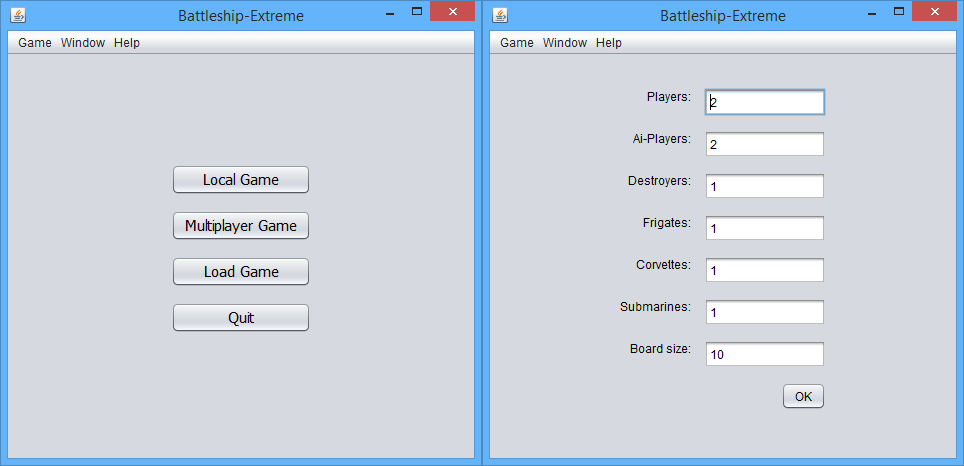 Battleship-Extreme
Game Window Help
Local Game
Multiplayer Game
Load Game
Quit
Battleship-Extreme
Game Window Help
Players: 2
Ai-Players: 2
Destroyers: 1
Frigates: 1
Corvettes: 1
Submarines: 1
Board size: 10
OK